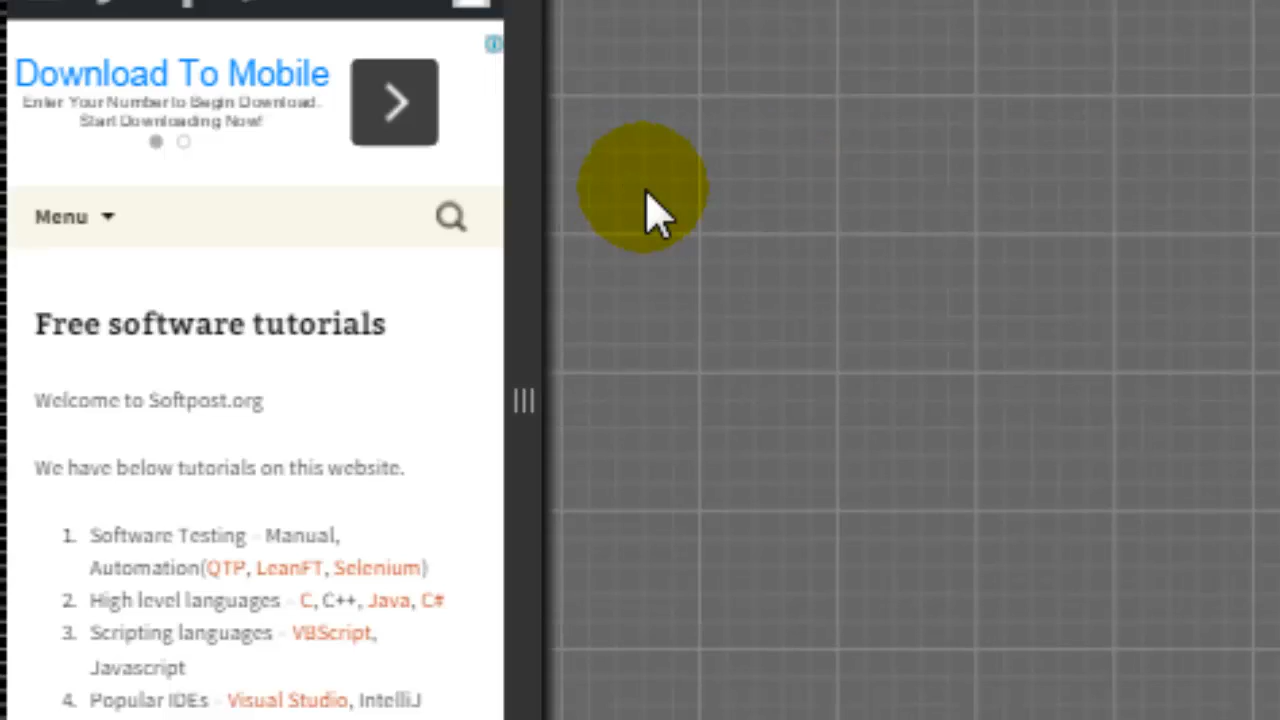 Download To Mobile
Enter Your Number to Begin Download.
Start Downloading Now!
Menu
Free software tutorials
Welcome to Softpost.org
We have below tutorials on this website.
1. Software Testing - Manual,
Automation(QTP, LeanFT, Selenium)
2. High level languages - C, C++, Java, C#
3. Scripting languages - VBScript,
Javascript
4. Popular IDEs - Visual Studio, IntelliJ